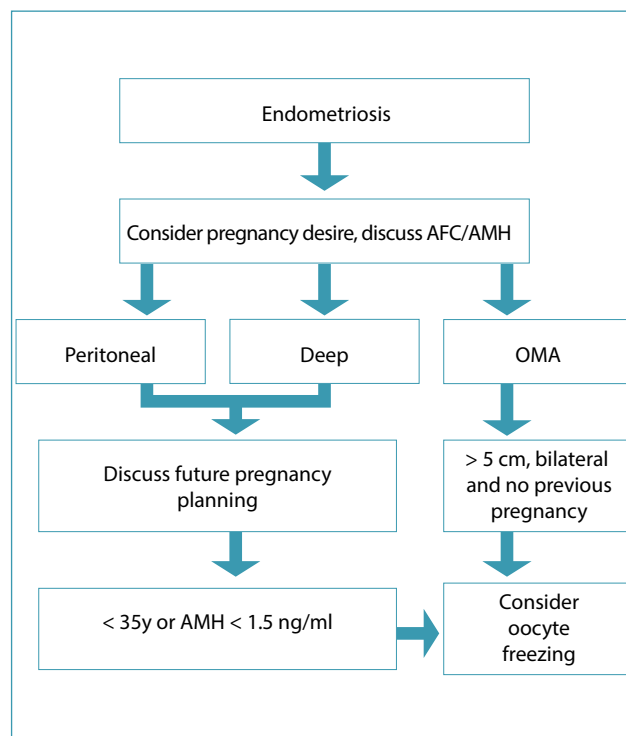 Endometriosis
Consider pregnancy desire, discuss AFC/AMH
Peritoneal
Deep
OMA
Discuss future pregnancy
planning
> 5 cm, bilateral
and no previous
pregnancy
< 35y or AMH < 1.5 ng/ml
Consider
oocyte
freezing